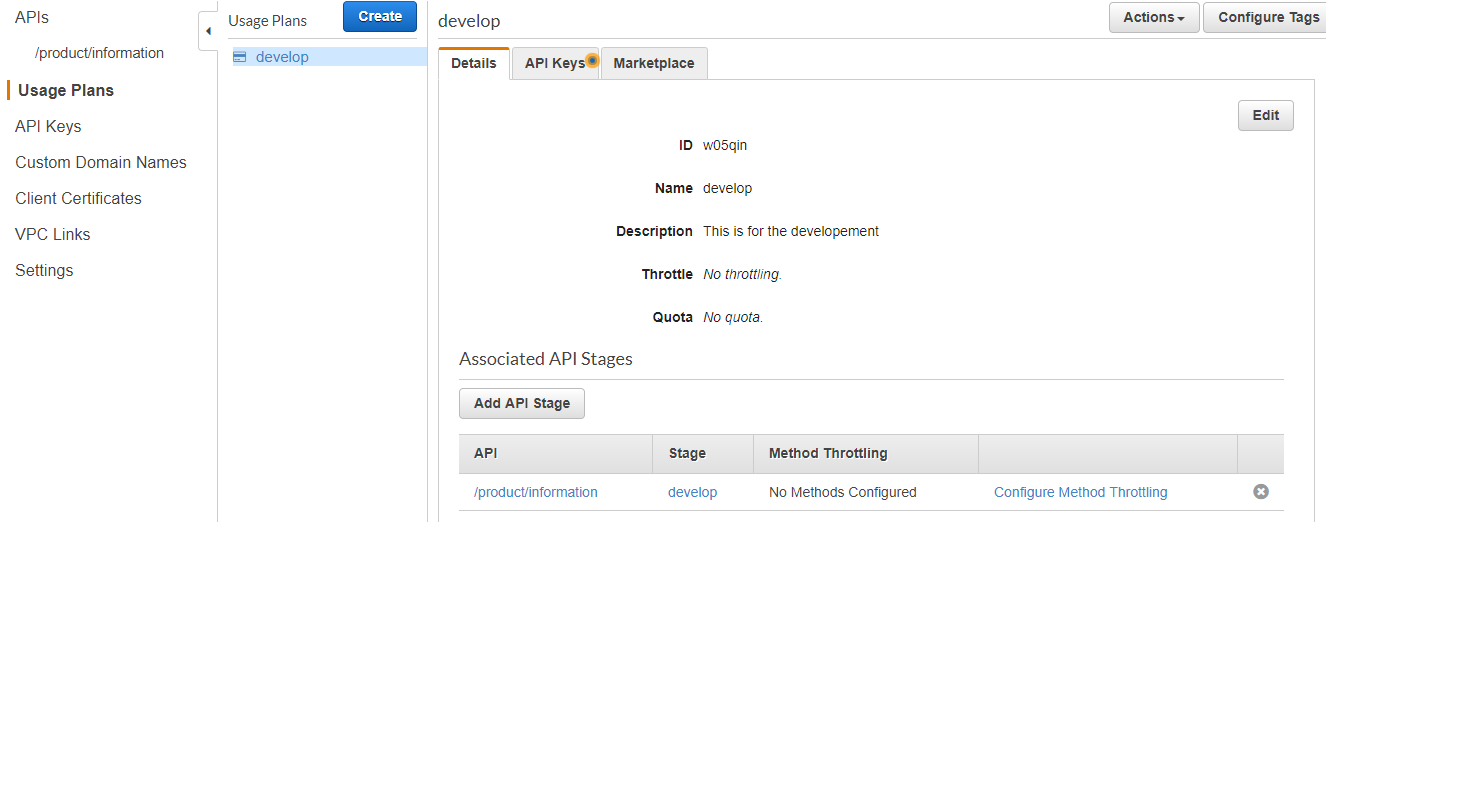 APIs
/product/information
Usage Plans
API Keys
Custom Domain Names
Client Certificates
VPC Links
Settings
Usage Plans
Create
develop
develop
Actions
Configure Tags
Details
API Keys
Marketplace
Edit
ID w05qin
Name develop
Description This is for the developement
Throttle No throttling.
Quota No quota.
Associated API Stages
Add API Stage
API Stage Method Throttling
/product/information develop No Methods Configured Configure Method Throttling